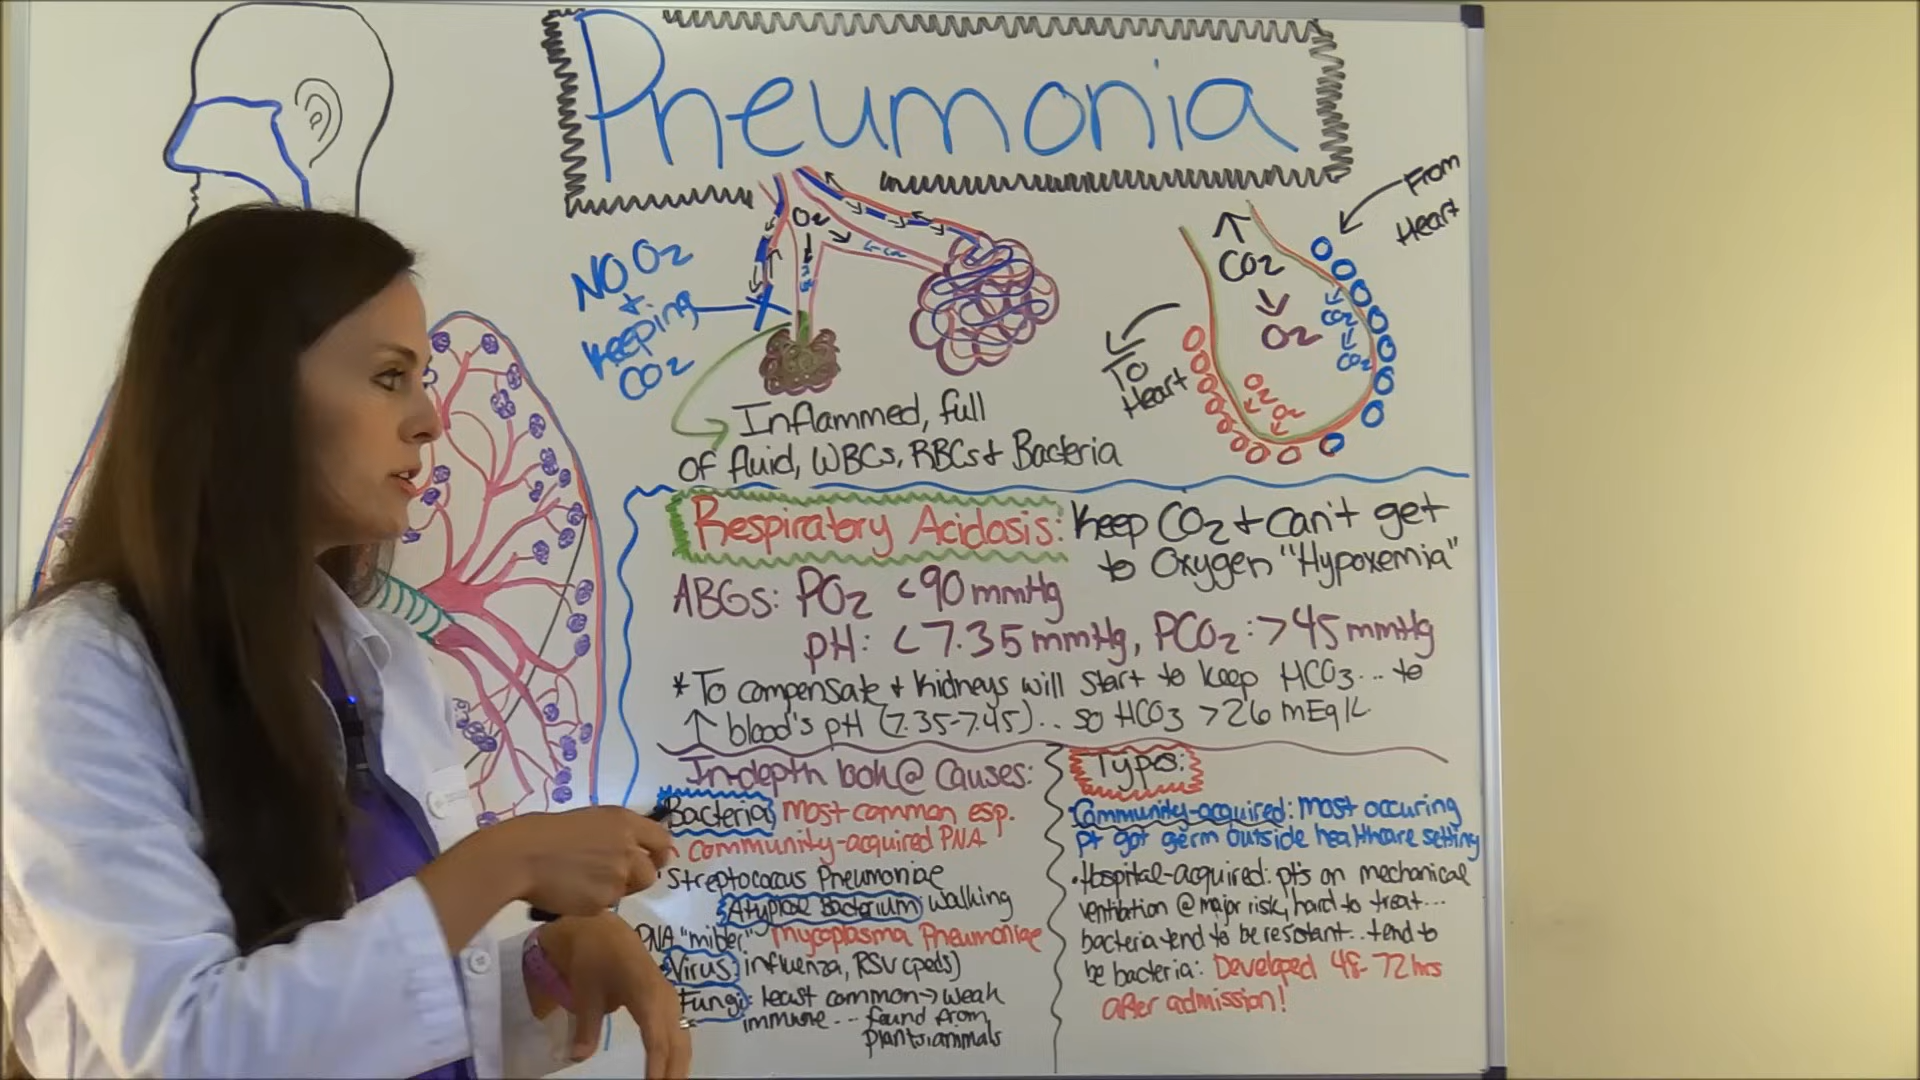 Pneumonia
NO O2
+
keeping
CO2
O2
Inflammed, full
of fluid, WBCs, RBCs + Bacteria
From
Heart
CO2
O2
CO2
CO2
To
Heart
O2
O2
Respiratory Acidosis: Keep CO2 + can't get
to Oxygen "Hypoxemia"
ABGs: PO2 <90 mmHg
pH: <7.35 mmHg, PCO2: >45 mmHg
*To compensate + kidneys will start to keep HCO3... to
↑ blood's pH (7.35-7.45)... so HCO3 >26 mEq/L
In-depth look @ Causes:
Bacteria: most common esp.
community-acquired PNA
Streptococcus Pneumoniae
Atypical Bacterium: walking
PNA "milder" mycoplasma Pneumoniae
Virus: influenza, RSV (peds)
Fungi: least common → weak
immune... found from
plants, animals
Types:
Community-acquired: most occuring
pt got germ outside healthcare setting
Hospital-acquired: pts on mechanical
ventilation @ major risk, hard to treat...
bacteria tend to be resistant.. tend to
be bacteria: Developed 48-72 hrs
after admission!